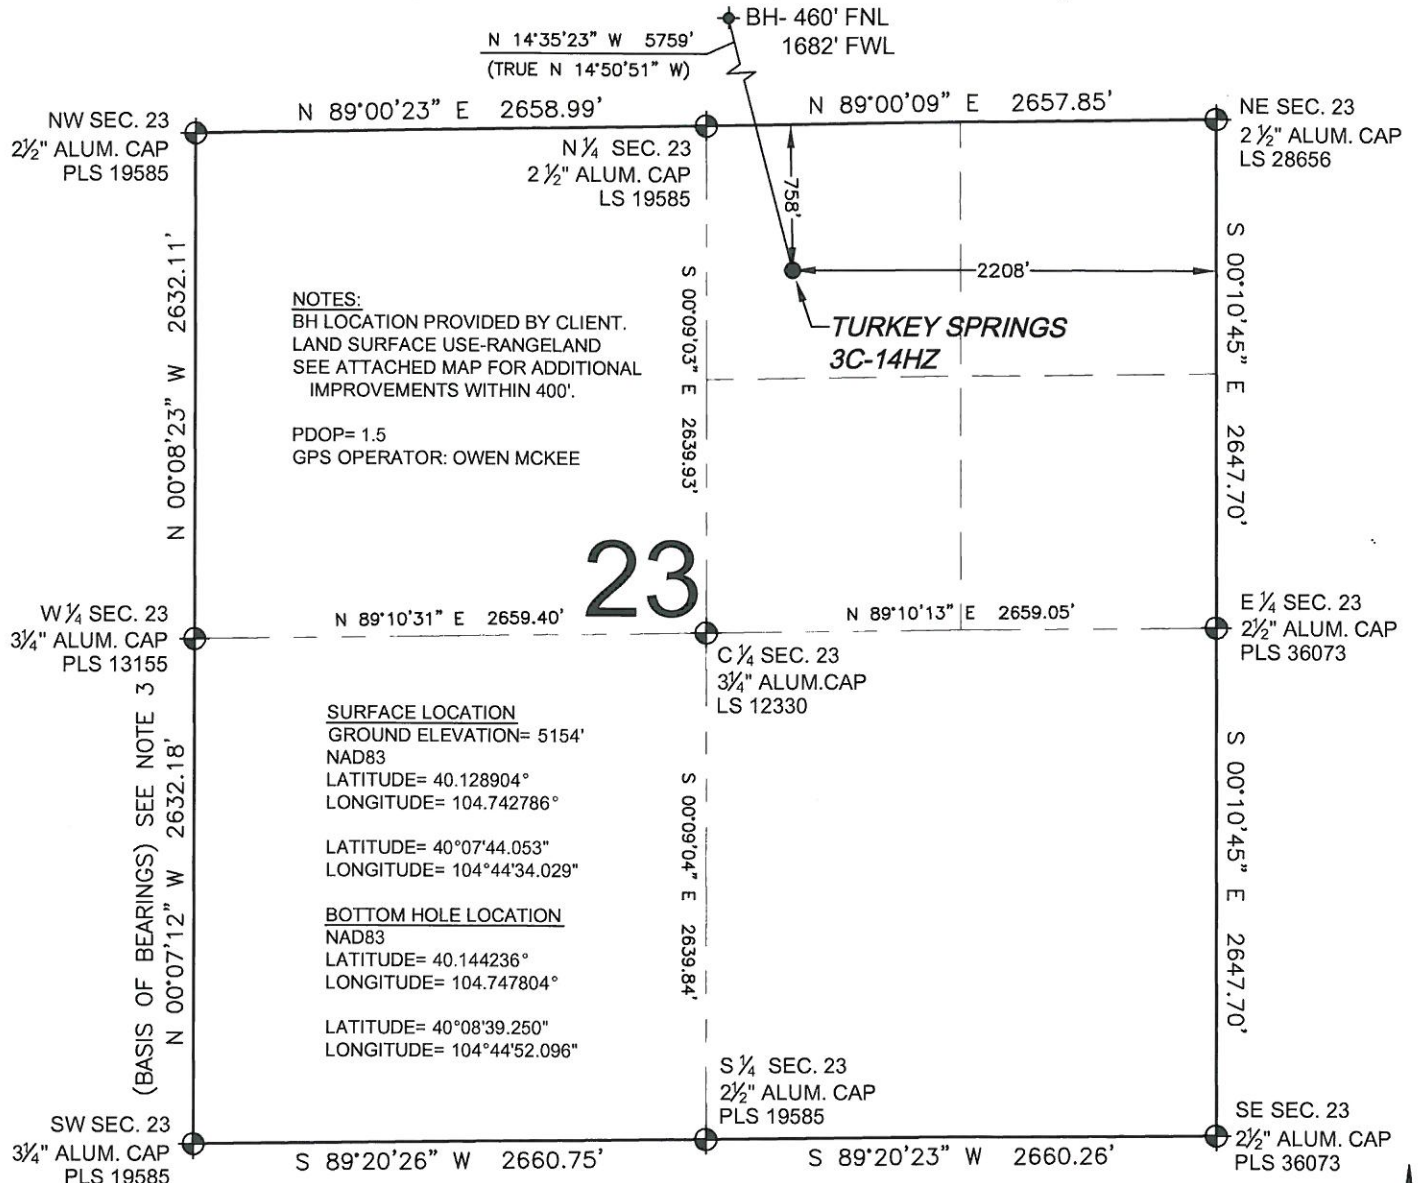 BH- 460' FNL
1682' FWL
N 14°35'23" W 5759'
(TRUE N 14°50'51" W)
N 89°00'23" E 2658.99'
N 89°00'09" E 2657.85'
NW SEC. 23
2½" ALUM. CAP
PLS 19585
N ¼ SEC. 23
2 ½" ALUM. CAP
LS 19585
NE SEC. 23
2 ½" ALUM. CAP
LS 28656
758'
2208'
TURKEY SPRINGS
3C-14HZ
N 00°08'23" W 2632.11'
S 00°09'03" E 2639.93'
S 00°10'45" E 2647.70'
NOTES:
BH LOCATION PROVIDED BY CLIENT.
LAND SURFACE USE-RANGELAND
SEE ATTACHED MAP FOR ADDITIONAL
IMPROVEMENTS WITHIN 400'.
PDOP= 1.5
GPS OPERATOR: OWEN MCKEE
23
W ¼ SEC. 23
3¼" ALUM. CAP
PLS 13155
N 89°10'31" E 2659.40'
N 89°10'13" E 2659.05'
E ¼ SEC. 23
2½" ALUM. CAP
PLS 36073
C ¼ SEC. 23
3¼" ALUM.CAP
LS 12330
(BASIS OF BEARINGS) SEE NOTE 3
N 00°07'12" W 2632.18'
SURFACE LOCATION
GROUND ELEVATION= 5154'
NAD83
LATITUDE= 40.128904°
LONGITUDE= 104.742786°
LATITUDE= 40°07'44.053"
LONGITUDE= 104°44'34.029"
BOTTOM HOLE LOCATION
NAD83
LATITUDE= 40.144236°
LONGITUDE= 104.747804°
LATITUDE= 40°08'39.250"
LONGITUDE= 104°44'52.096"
S 00°09'04" E 2639.84'
S 00°10'45" E 2647.70'
SW SEC. 23
3¼" ALUM. CAP
PLS 19585
S ¼ SEC. 23
2½" ALUM. CAP
PLS 19585
SE SEC. 23
2½" ALUM. CAP
PLS 36073
S 89°20'26" W 2660.75'
S 89°20'23" W 2660.26'